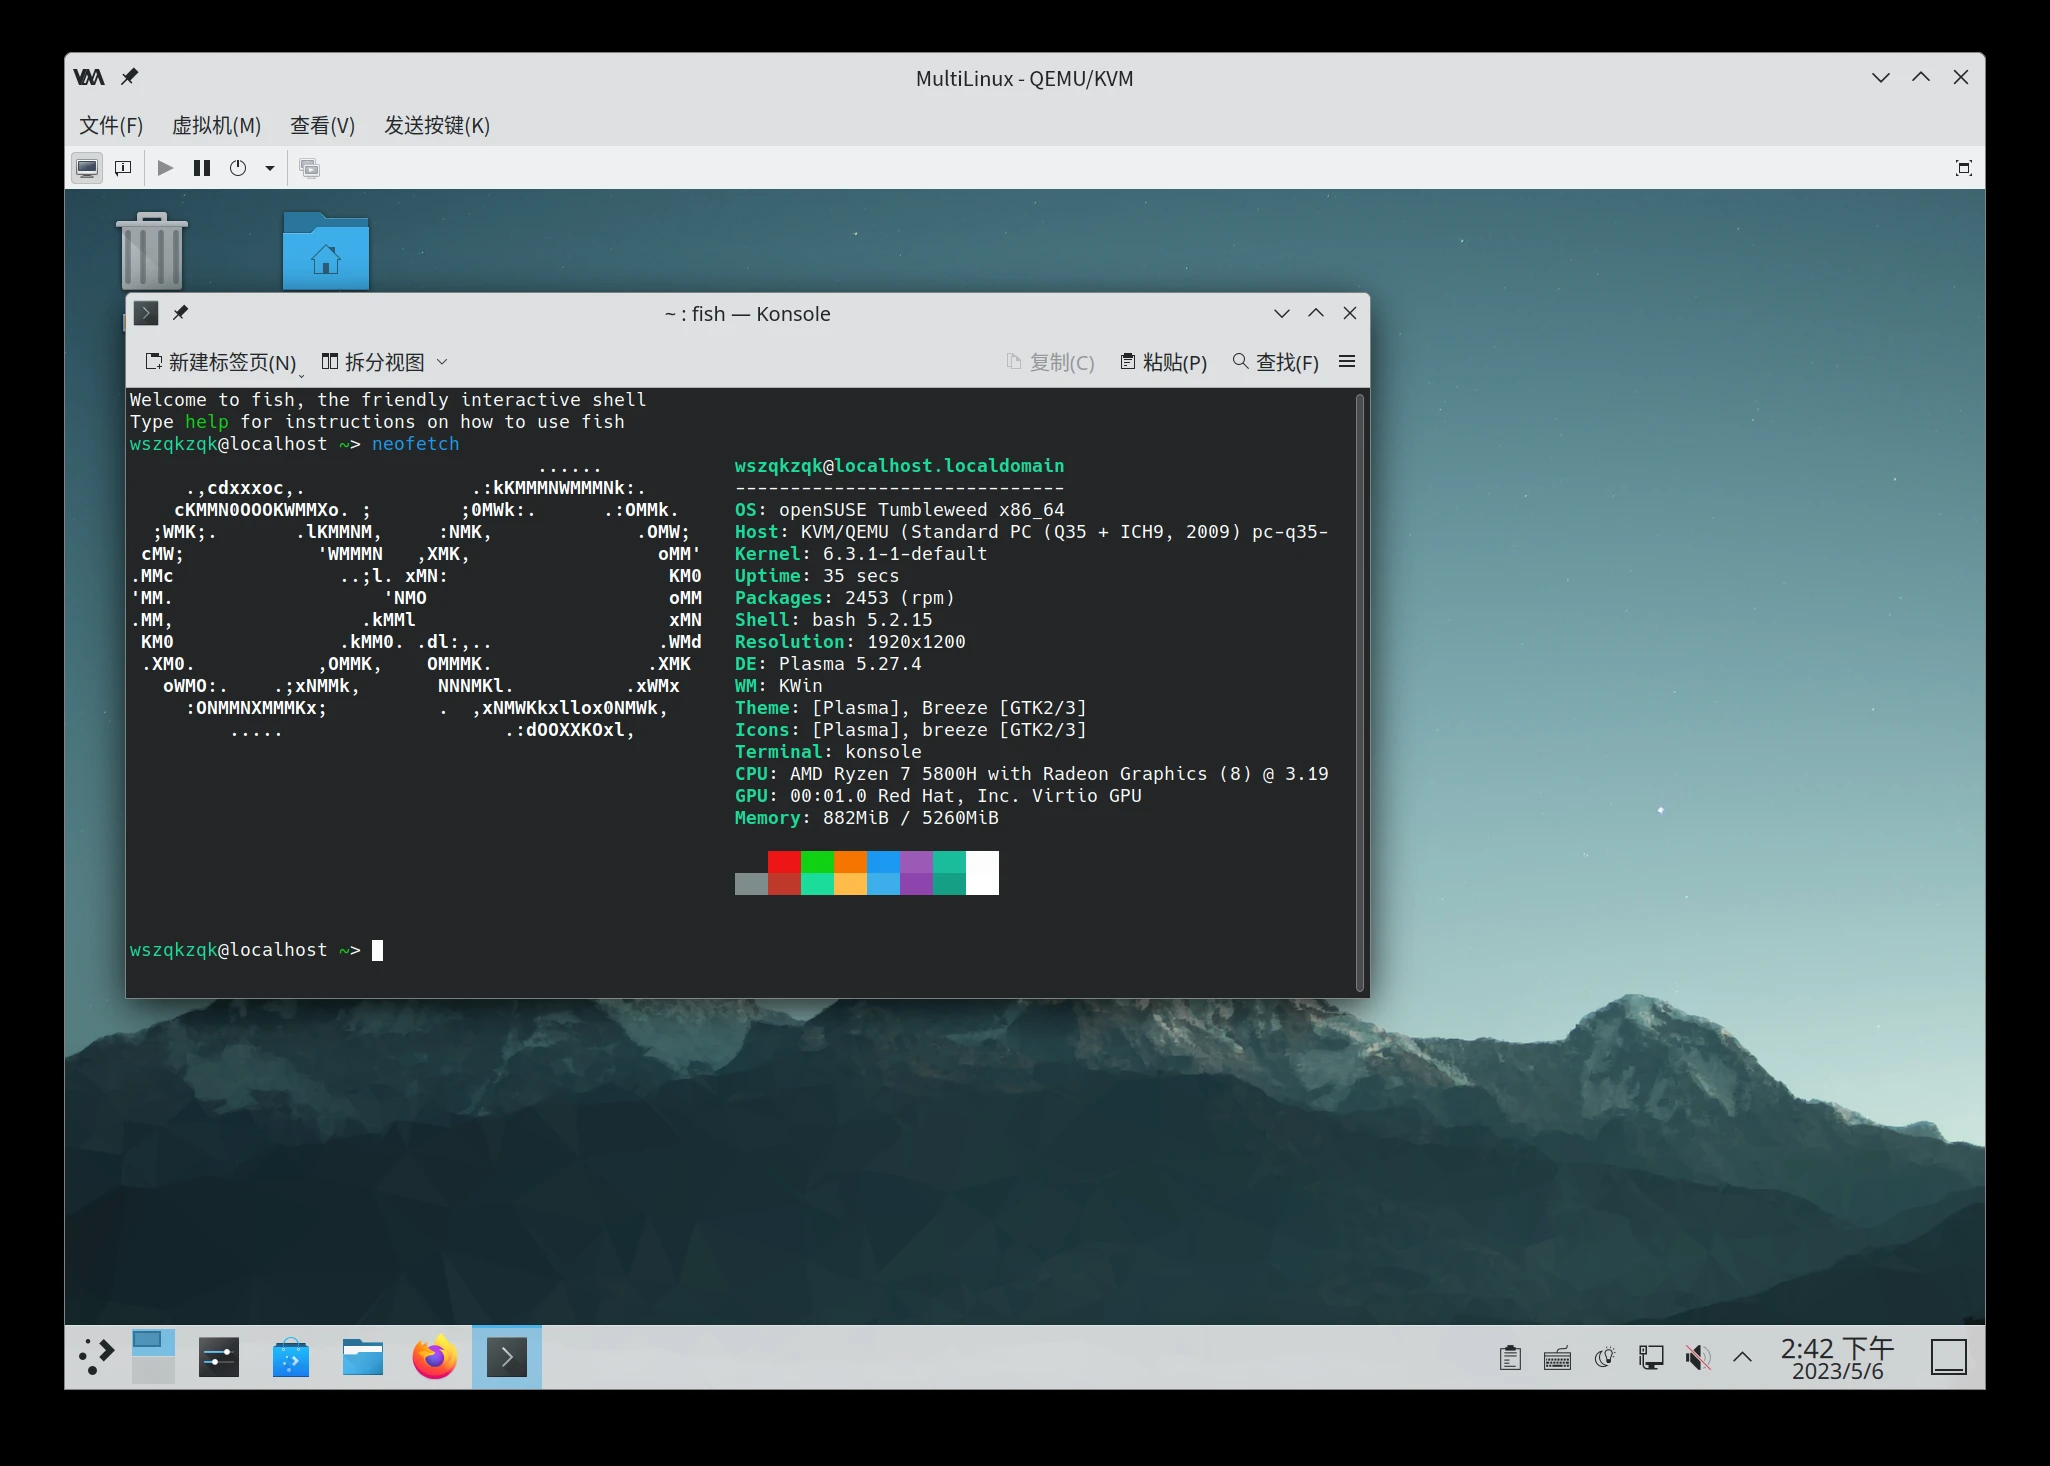 MultiLinux - QEMU/KVM
文件(F) 虚拟机(M) 查看(V) 发送按键(K)
~ : fish — Konsole
新建标签页(N) 拆分视图 复制(C) 粘贴(P) 查找(F)
Welcome to fish, the friendly interactive shell
Type help for instructions on how to use fish
wszqkzqk@localhost ~> neofetch
......
.,cdxxxoc,.               .:kKMMMNWMMMNk:.
cKMMN0OOOKWMMXo. ;        ;0MWk:.      .:OMMk.
;WMK;.       .lKMMNM,     :NMK,             .OMW;
cMW;            'WMMMN   ,XMK,                 oMM'
.MMc               ..;l. xMN:                    KM0
'MM.                   'NMO                      oMM
.MM,                 .kMMl                       xMN
KM0               .kMM0. .dl:,..               .WMd
.XM0.           ,OMMK,    OMMMK.              .XMK
oWMO:.    .;xNMMk,       NNNMKl.          .xWMx
:ONMMNXMMMKx;          .  ,xNMWKkxllox0NMWk,
.....                    .:dOOXXKOxl,
wszqkzqk@localhost.localdomain
------------------------------
OS: openSUSE Tumbleweed x86_64
Host: KVM/QEMU (Standard PC (Q35 + ICH9, 2009) pc-q35-
Kernel: 6.3.1-1-default
Uptime: 35 secs
Packages: 2453 (rpm)
Shell: bash 5.2.15
Resolution: 1920x1200
DE: Plasma 5.27.4
WM: KWin
Theme: [Plasma], Breeze [GTK2/3]
Icons: [Plasma], breeze [GTK2/3]
Terminal: konsole
CPU: AMD Ryzen 7 5800H with Radeon Graphics (8) @ 3.19
GPU: 00:01.0 Red Hat, Inc. Virtio GPU
Memory: 882MiB / 5260MiB
wszqkzqk@localhost ~>
2:42 下午
2023/5/6